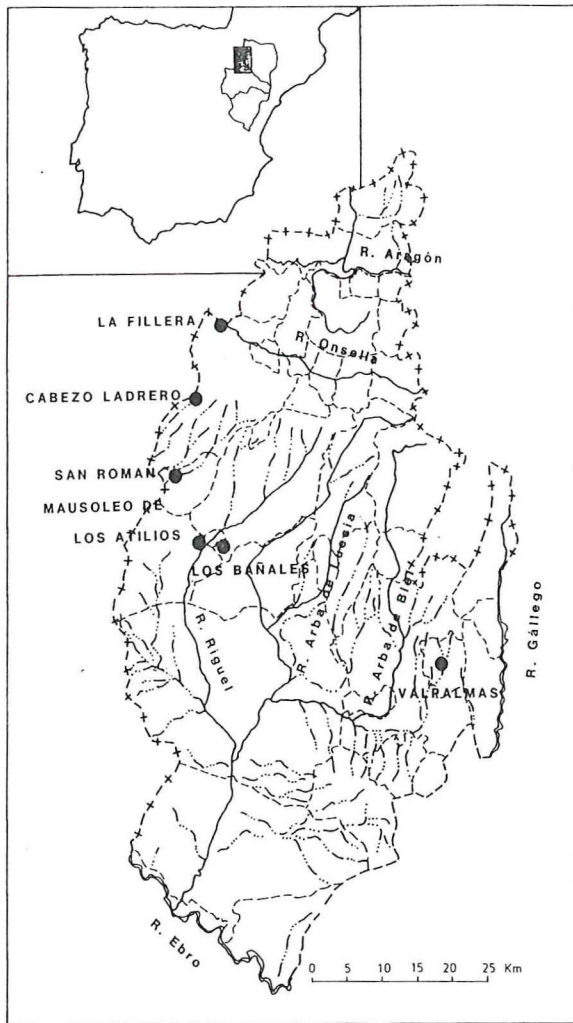 R. Aragón
LA FILLERA
R. Onsella
CABEZO LADRERO
SAN ROMAN
MAUSOLEO DE
LOS ATILIOS
LOS BAÑALES
R. Riguel
R. Arba de Luesia
R. Arba de Biel
R. Gállego
?
VALPALMAS
R. Ebro
0 5 10 15 20 25 Km